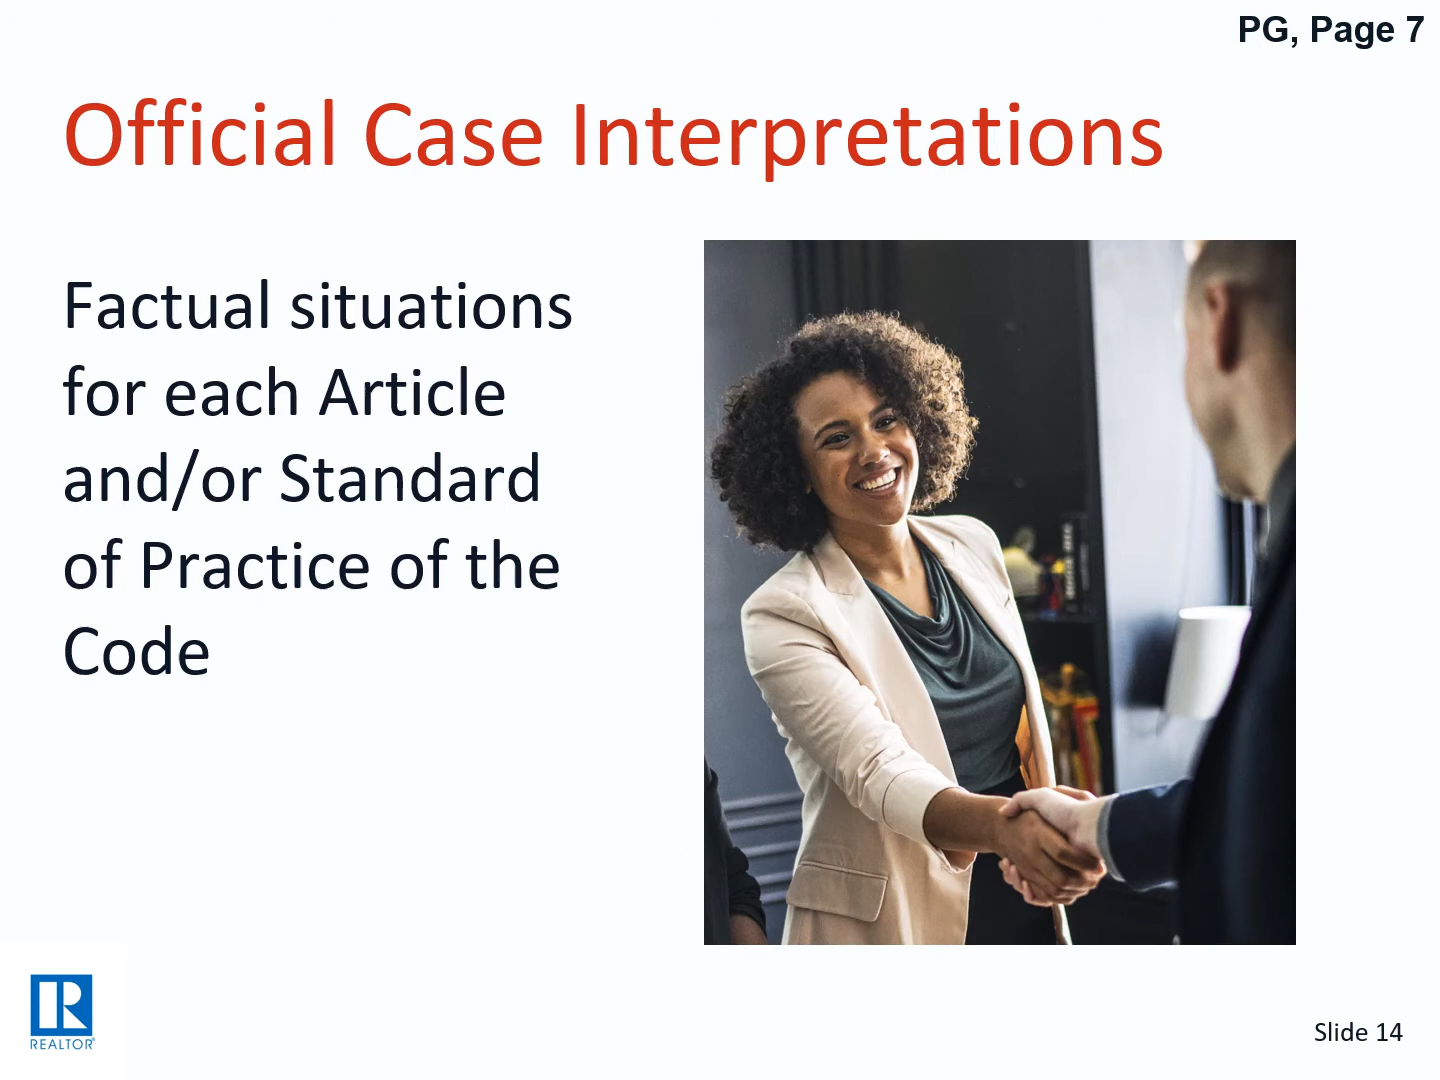 PG, Page 7
Official Case Interpretations
Factual situations
for each Article
and/or Standard
of Practice of the
Code
REALTOR®
Slide 14